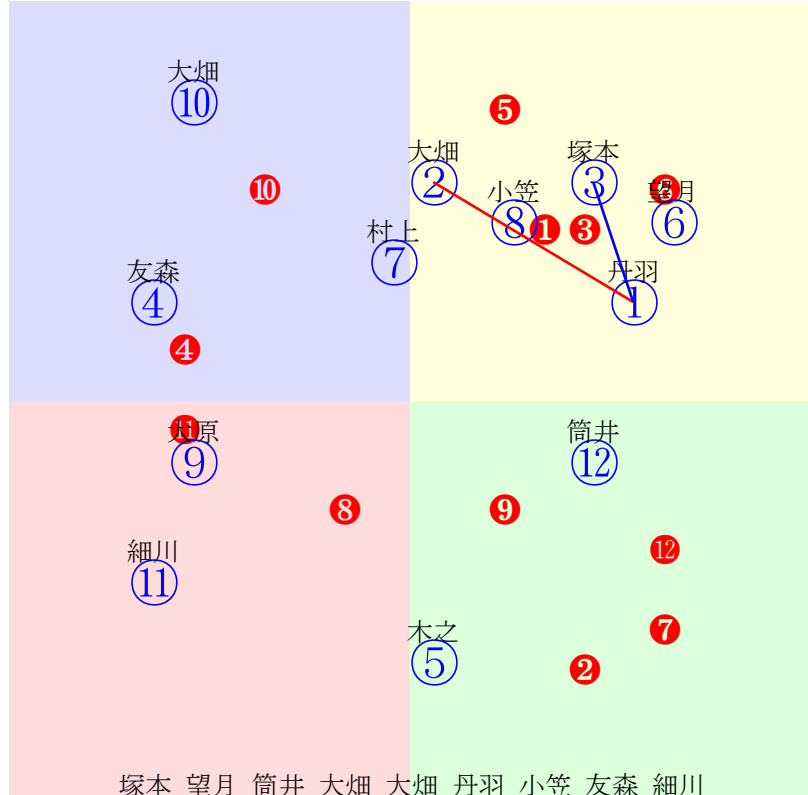 大畑
⑩
❺
大畑
②
塚本
③
❿
小笠
⑧
望月
⑥
❶
❸
村上
⑦
友森
④
丹羽
①
❹
⓫
大原
⑨
筒井
⑫
❽
❾
細川
⑪
⓬
木之
⑤
❼
❷
塚本 望月 筒井 大畑 大畑 丹羽 小笠 友森 細川